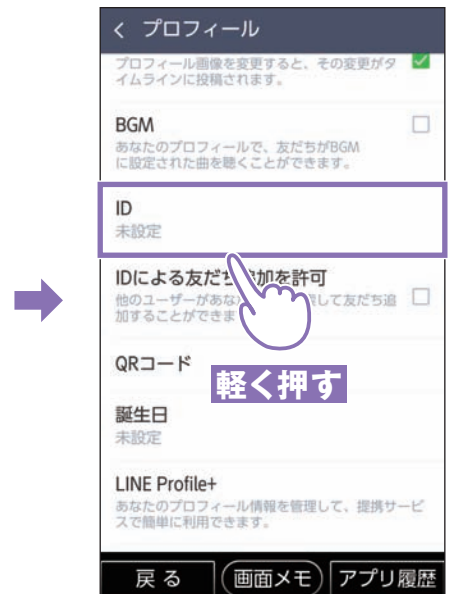 < プロフィール
プロフィール画像を変更すると、その変更がタ
イムラインに投稿されます。
BGM
あなたのプロフィールで、友だちがBGM
に設定された曲を聴くことができます。
ID
未設定
IDによる友だち 加を許可
他のユーザーがあな して友だち追
加することができま
QRコード
軽く押す
誕生日
未設定
LINE Profile+
あなたのプロフィール情報を管理して、提携サービ
スで簡単に利用できます。
戻る 画面メモ アプリ履歴